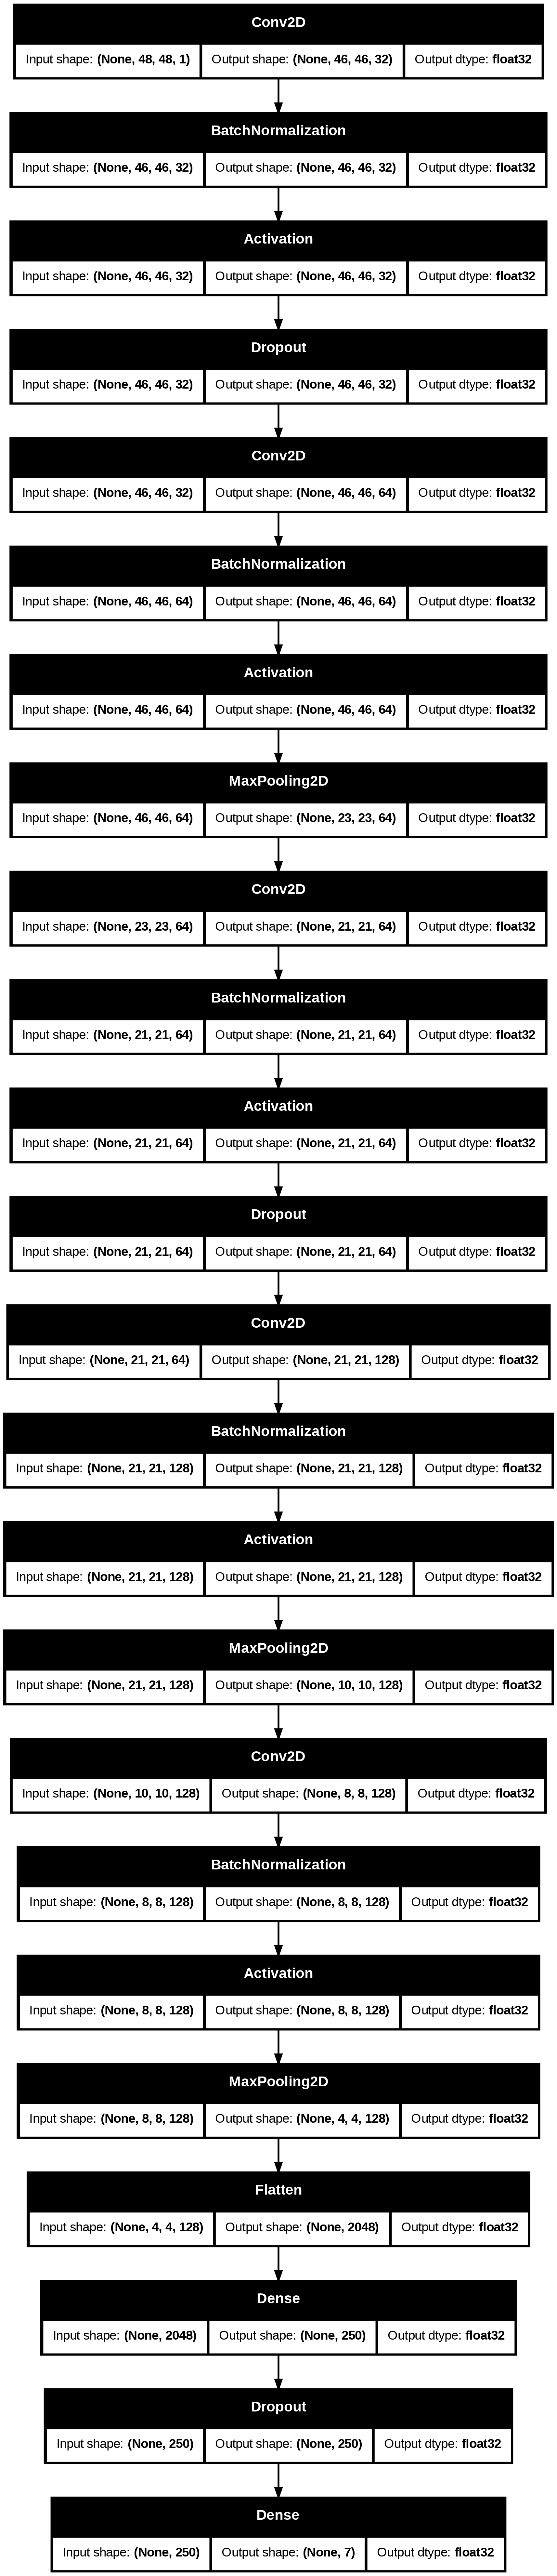 Conv2D
Input shape: (None, 48, 48, 1) Output shape: (None, 46, 46, 32) Output dtype: float32
BatchNormalization
Input shape: (None, 46, 46, 32) Output shape: (None, 46, 46, 32) Output dtype: float32
Activation
Input shape: (None, 46, 46, 32) Output shape: (None, 46, 46, 32) Output dtype: float32
Dropout
Input shape: (None, 46, 46, 32) Output shape: (None, 46, 46, 32) Output dtype: float32
Conv2D
Input shape: (None, 46, 46, 32) Output shape: (None, 46, 46, 64) Output dtype: float32
BatchNormalization
Input shape: (None, 46, 46, 64) Output shape: (None, 46, 46, 64) Output dtype: float32
Activation
Input shape: (None, 46, 46, 64) Output shape: (None, 46, 46, 64) Output dtype: float32
MaxPooling2D
Input shape: (None, 46, 46, 64) Output shape: (None, 23, 23, 64) Output dtype: float32
Conv2D
Input shape: (None, 23, 23, 64) Output shape: (None, 21, 21, 64) Output dtype: float32
BatchNormalization
Input shape: (None, 21, 21, 64) Output shape: (None, 21, 21, 64) Output dtype: float32
Activation
Input shape: (None, 21, 21, 64) Output shape: (None, 21, 21, 64) Output dtype: float32
Dropout
Input shape: (None, 21, 21, 64) Output shape: (None, 21, 21, 64) Output dtype: float32
Conv2D
Input shape: (None, 21, 21, 64) Output shape: (None, 21, 21, 128) Output dtype: float32
BatchNormalization
Input shape: (None, 21, 21, 128) Output shape: (None, 21, 21, 128) Output dtype: float32
Activation
Input shape: (None, 21, 21, 128) Output shape: (None, 21, 21, 128) Output dtype: float32
MaxPooling2D
Input shape: (None, 21, 21, 128) Output shape: (None, 10, 10, 128) Output dtype: float32
Conv2D
Input shape: (None, 10, 10, 128) Output shape: (None, 8, 8, 128) Output dtype: float32
BatchNormalization
Input shape: (None, 8, 8, 128) Output shape: (None, 8, 8, 128) Output dtype: float32
Activation
Input shape: (None, 8, 8, 128) Output shape: (None, 8, 8, 128) Output dtype: float32
MaxPooling2D
Input shape: (None, 8, 8, 128) Output shape: (None, 4, 4, 128) Output dtype: float32
Flatten
Input shape: (None, 4, 4, 128) Output shape: (None, 2048) Output dtype: float32
Dense
Input shape: (None, 2048) Output shape: (None, 250) Output dtype: float32
Dropout
Input shape: (None, 250) Output shape: (None, 250) Output dtype: float32
Dense
Input shape: (None, 250) Output shape: (None, 7) Output dtype: float32